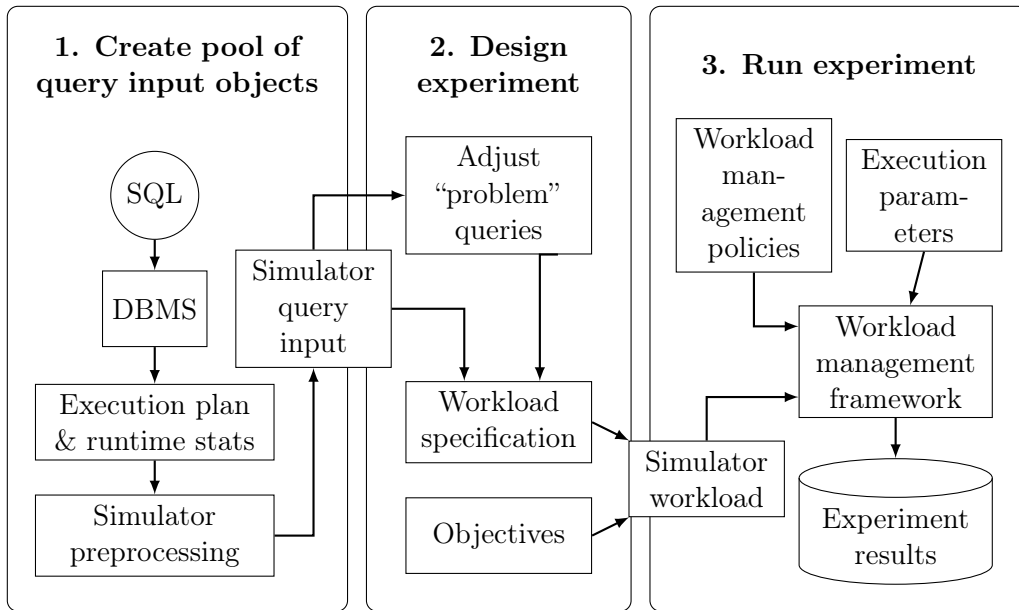 1. Create pool of
query input objects
SQL
DBMS
Execution plan
& runtime stats
Simulator
preprocessing
Simulator
query
input
2. Design
experiment
Adjust
“problem”
queries
Workload
specification
Objectives
Simulator
workload
3. Run experiment
Workload
man-
agement
policies
Execution
param-
eters
Workload
management
framework
Experiment
results